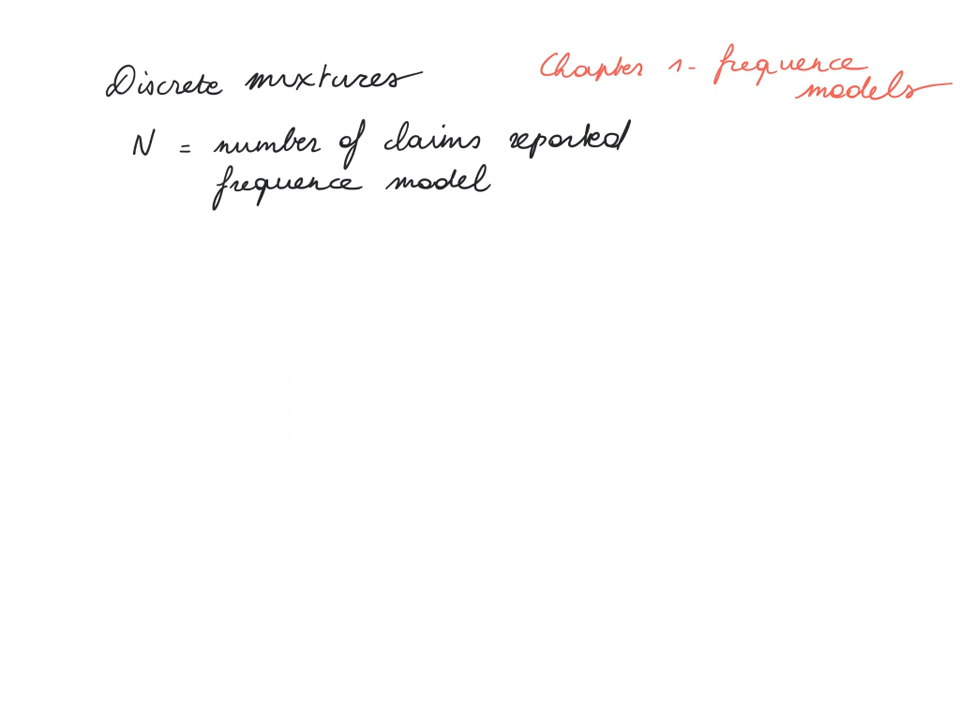 Discrete mixtures
Chapter 1- frequence
models
N = number of claims reported
frequence model